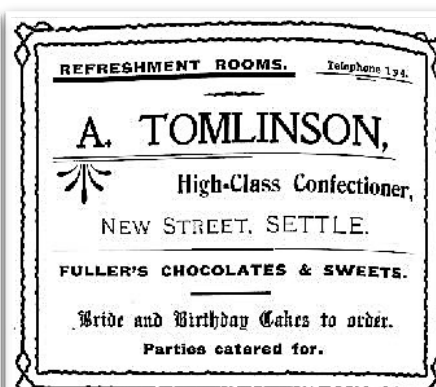 REFRESHMENT ROOMS. Telephone 194.
A. TOMLINSON,
High-Class Confectioner,
NEW STREET, SETTLE.
FULLER'S CHOCOLATES & SWEETS.
Bride and Birthday Cakes to order.
Parties catered for.